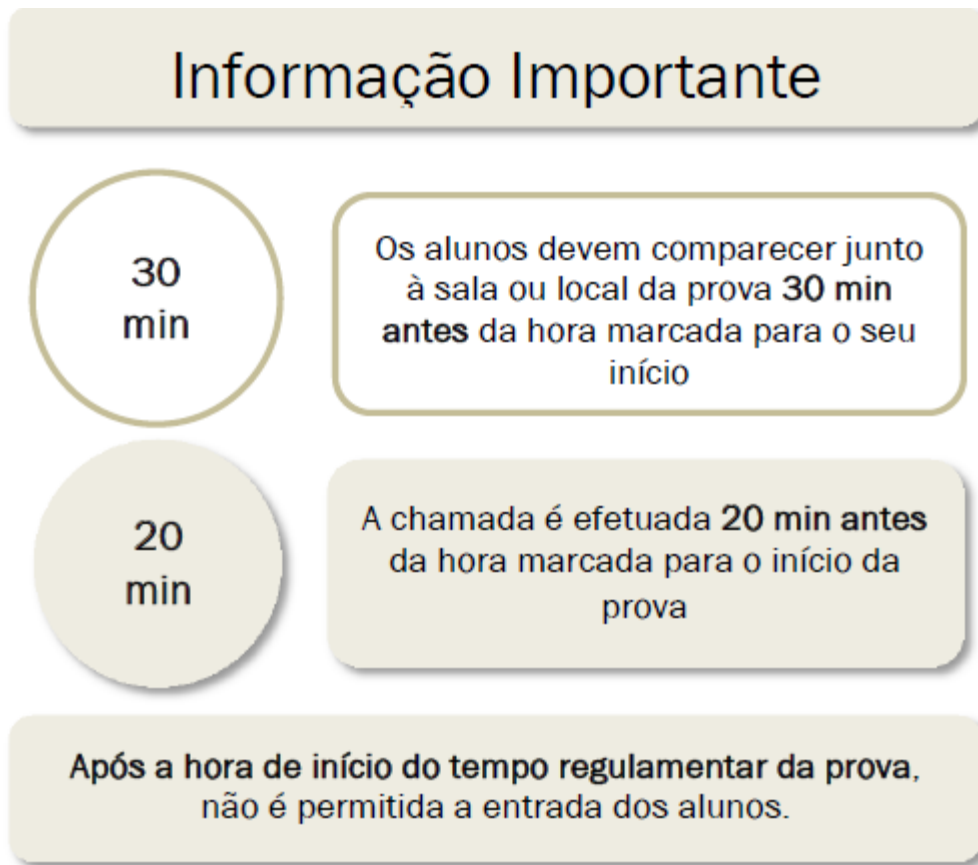 Informação Importante
30
min
Os alunos devem comparecer junto
à sala ou local da prova 30 min
antes da hora marcada para o seu
início
20
min
A chamada é efetuada 20 min antes
da hora marcada para o início da
prova
Após a hora de início do tempo regulamentar da prova,
não é permitida a entrada dos alunos.